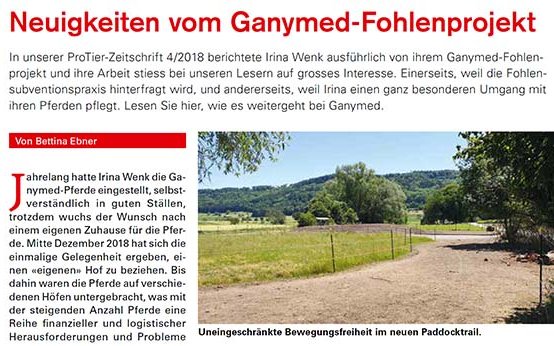 Neuigkeiten vom Ganymed-Fohlenprojekt
In unserer ProTier-Zeitschrift 4/2018 berichtete Irina Wenk ausführlich von ihrem Ganymed-Fohlen-
projekt und ihre Arbeit stiess bei unseren Lesern auf grosses Interesse. Einerseits, weil die Fohlen-
subventionspraxis hinterfragt wird, und andererseits, weil Irina einen ganz besonderen Umgang mit
ihren Pferden pflegt. Lesen Sie hier, wie es weitergeht bei Ganymed.
Von Bettina Ebner
Jahrelang hatte Irina Wenk die Ga-
nymed-Pferde eingestellt, selbst-
verständlich in guten Ställen,
trotzdem wuchs der Wunsch nach
einem eigenen Zuhause für die Pfer-
de. Mitte Dezember 2018 hat sich die
einmalige Gelegenheit ergeben, ei-
nen «eigenen» Hof zu beziehen. Bis
dahin waren die Pferde auf verschie-
denen Höfen untergebracht, was mit
der steigenden Anzahl Pferde eine
Reihe finanzieller und logistischer
Herausforderungen und Probleme
Uneingeschränkte Bewegungsfreiheit im neuen Paddocktrail.